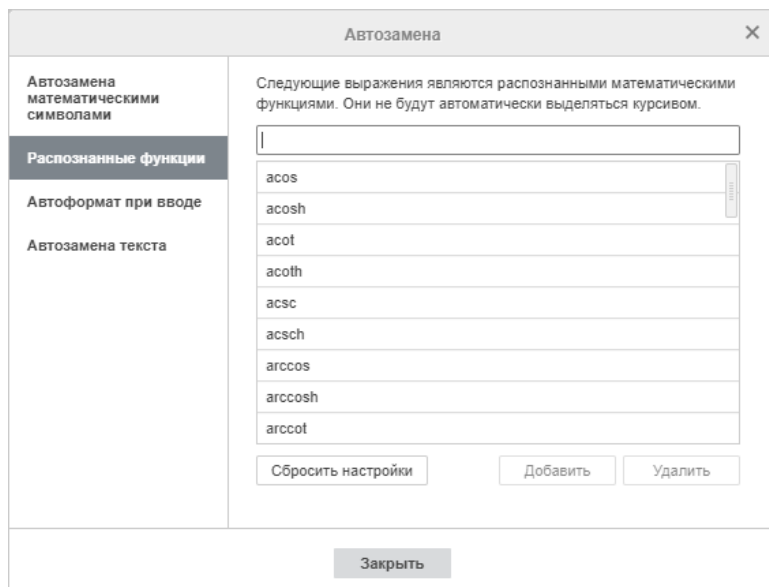 Автозамена
Автозамена
математическими
символами
Распознанные функции
Автоформат при вводе
Автозамена текста
Следующие выражения являются распознанными математическими
функциями. Они не будут автоматически выделяться курсивом.
acos
acosh
acot
acoth
acsc
acsch
arccos
arccosh
arccot
Сбросить настройки
Добавить
Удалить
Закрыть